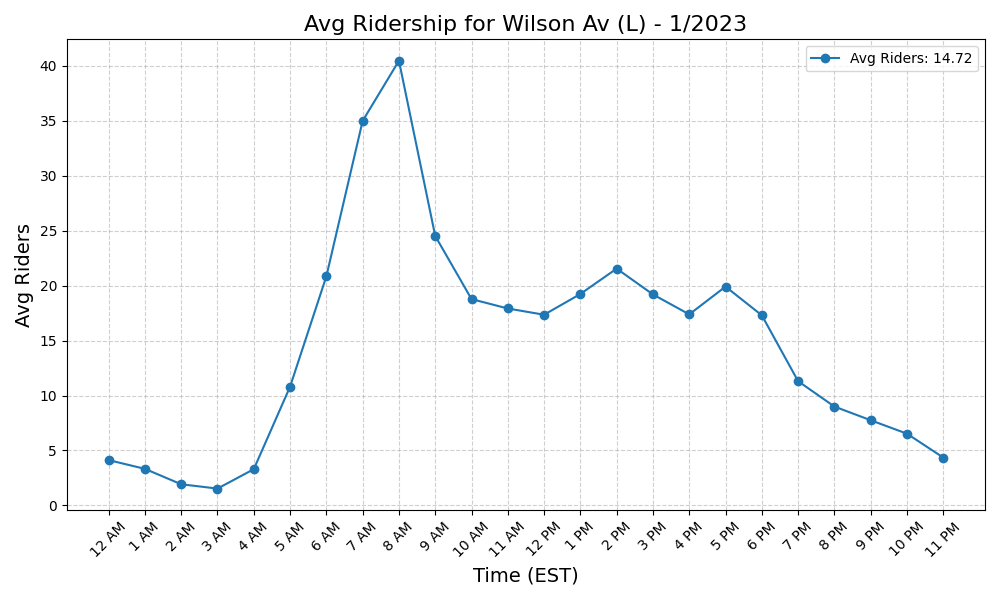 Avg Ridership for Wilson Av (L) - 1/2023
Avg Riders: 14.72
Avg Riders
40
35
30
25
20
15
10
5
0
12 AM
1 AM
2 AM
3 AM
4 AM
5 AM
6 AM
7 AM
8 AM
9 AM
10 AM
11 AM
12 PM
1 PM
2 PM
3 PM
4 PM
5 PM
6 PM
7 PM
8 PM
9 PM
10 PM
11 PM
Time (EST)